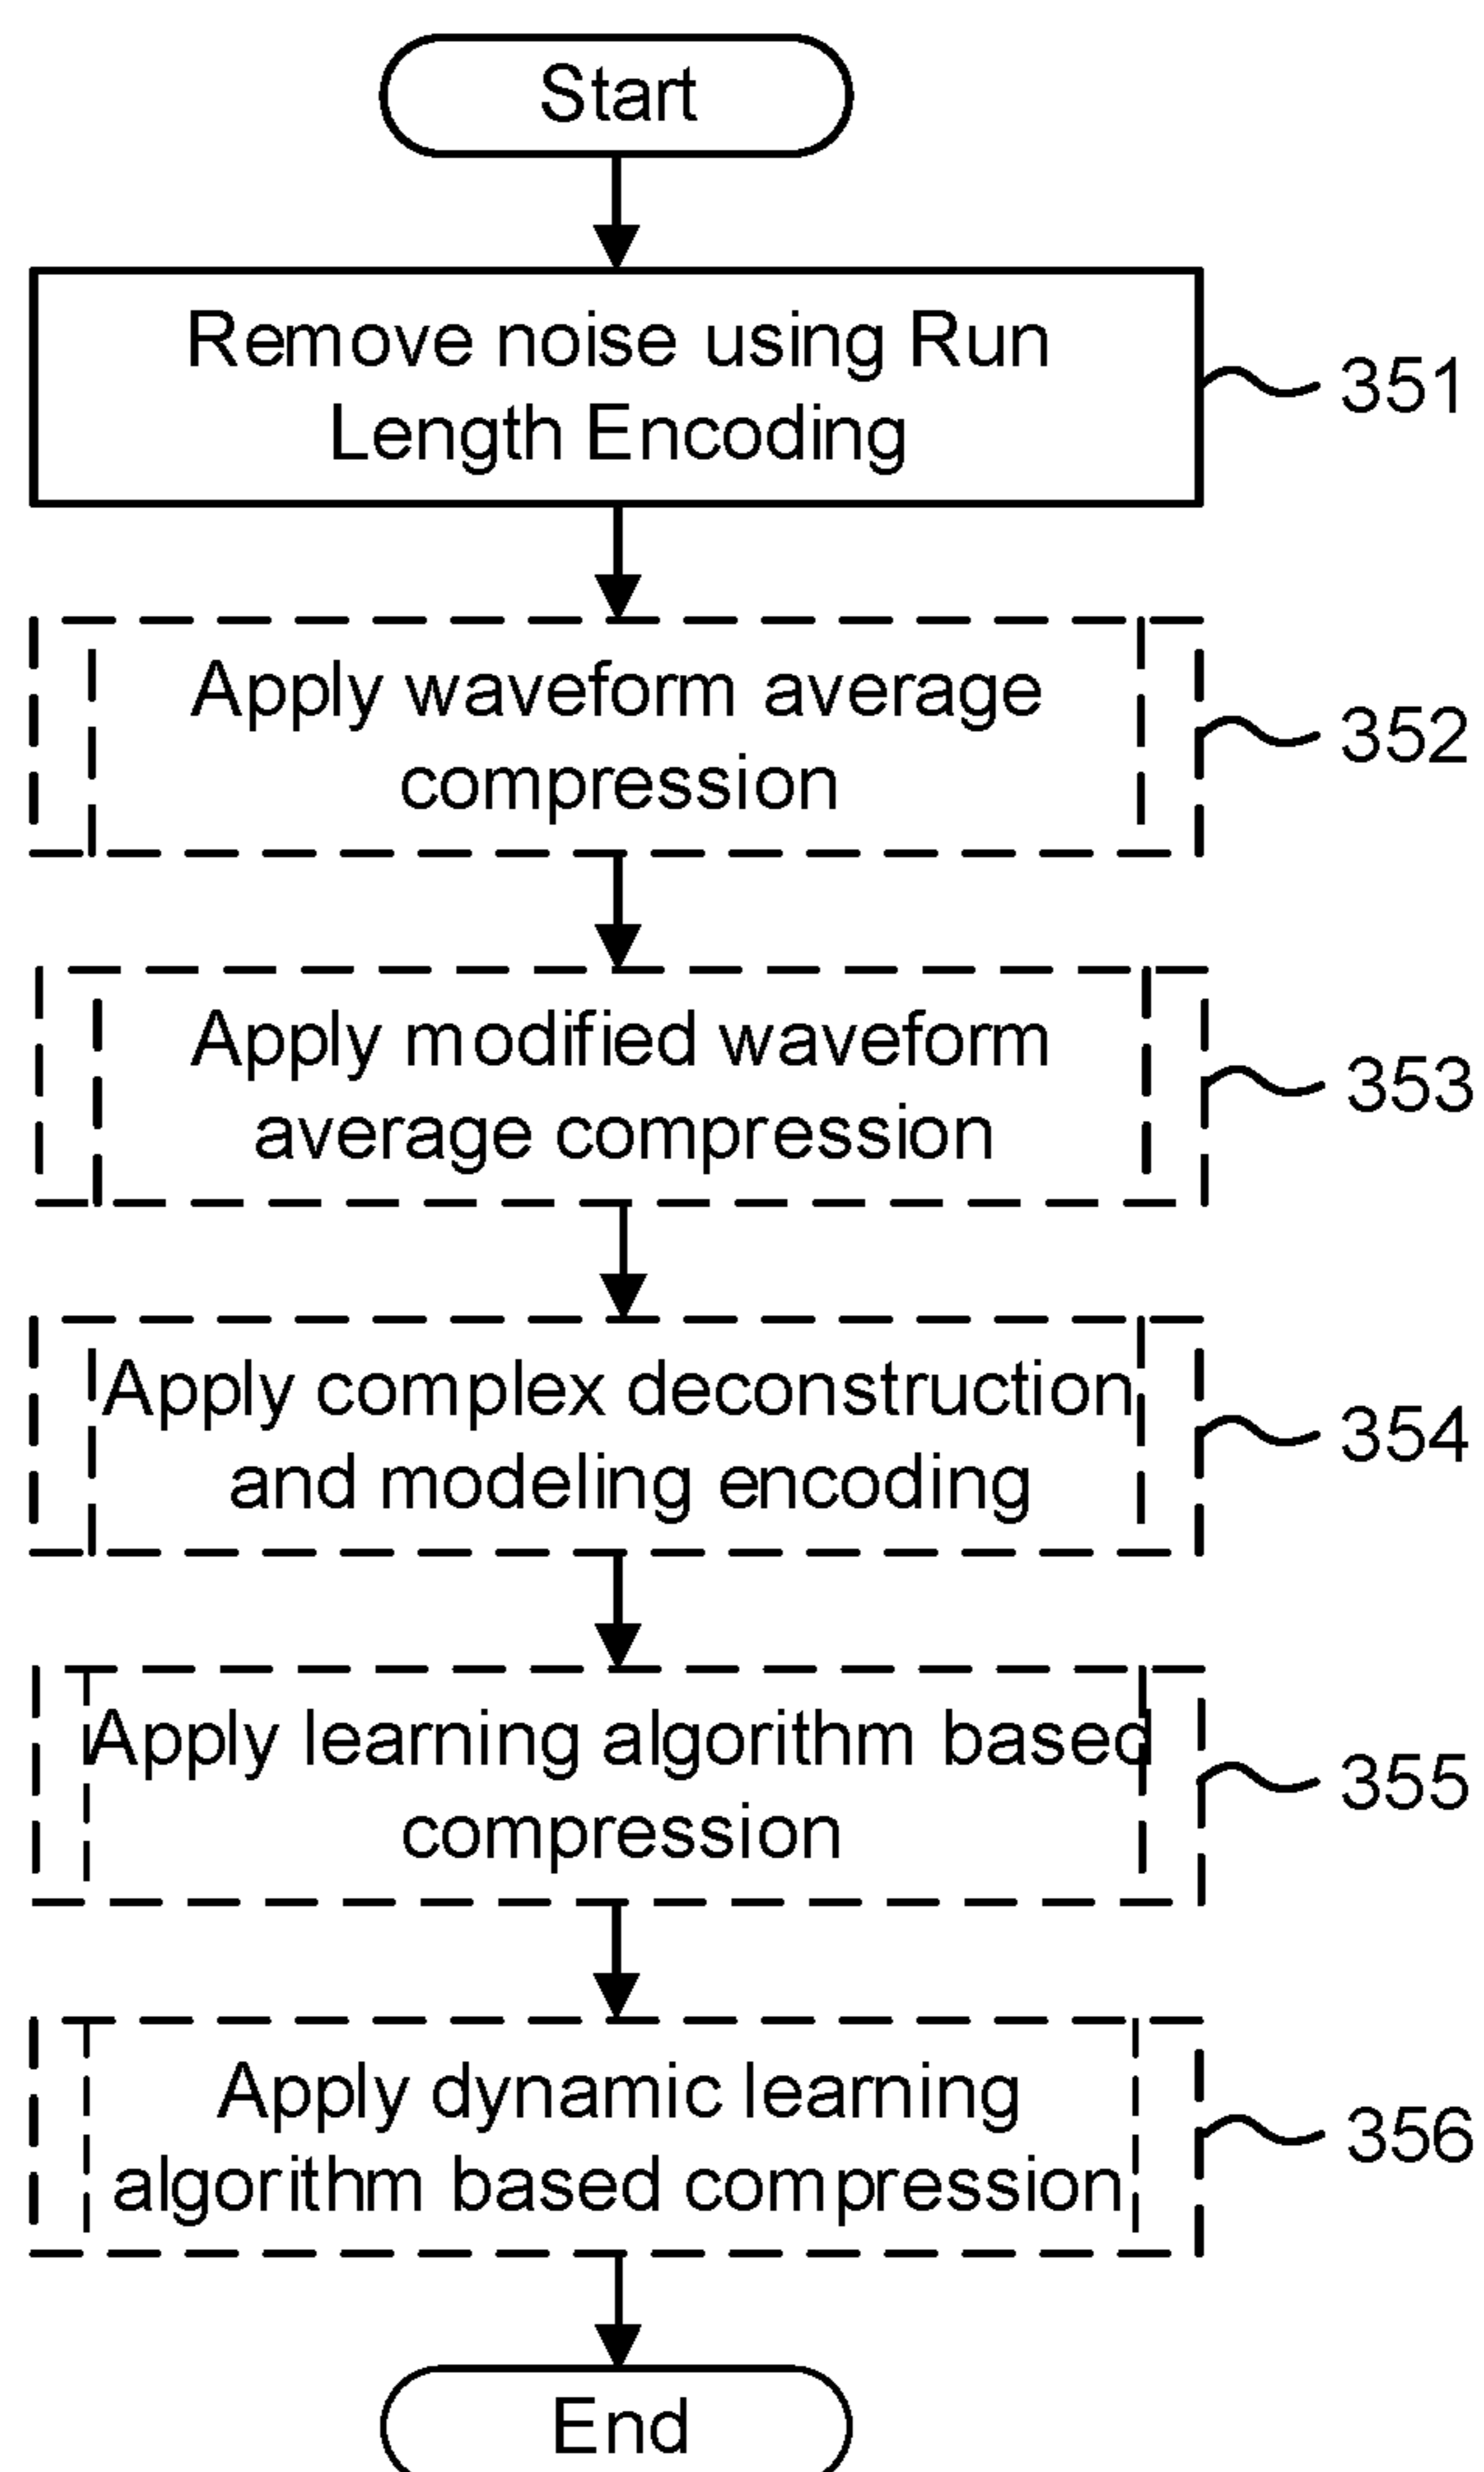 Start
Remove noise using Run
Length Encoding
351
Apply waveform average
compression
352
Apply modified waveform
average compression
353
Apply complex deconstruction
and modeling encoding
354
Apply learning algorithm based
compression
355
Apply dynamic learning
algorithm based compression
356
End